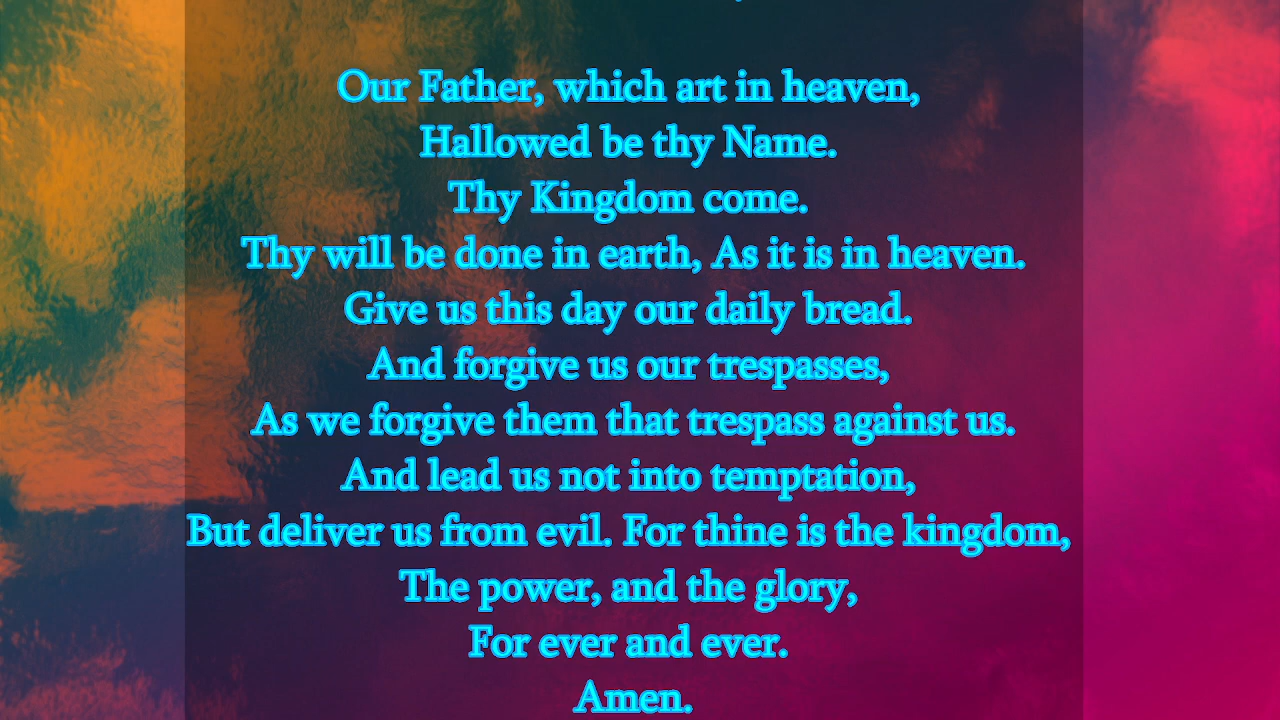 Our Father, which art in heaven,
Hallowed be thy Name.
Thy Kingdom come.
Thy will be done in earth, As it is in heaven.
Give us this day our daily bread.
And forgive us our trespasses,
As we forgive them that trespass against us.
And lead us not into temptation,
But deliver us from evil. For thine is the kingdom,
The power, and the glory,
For ever and ever.
Amen.